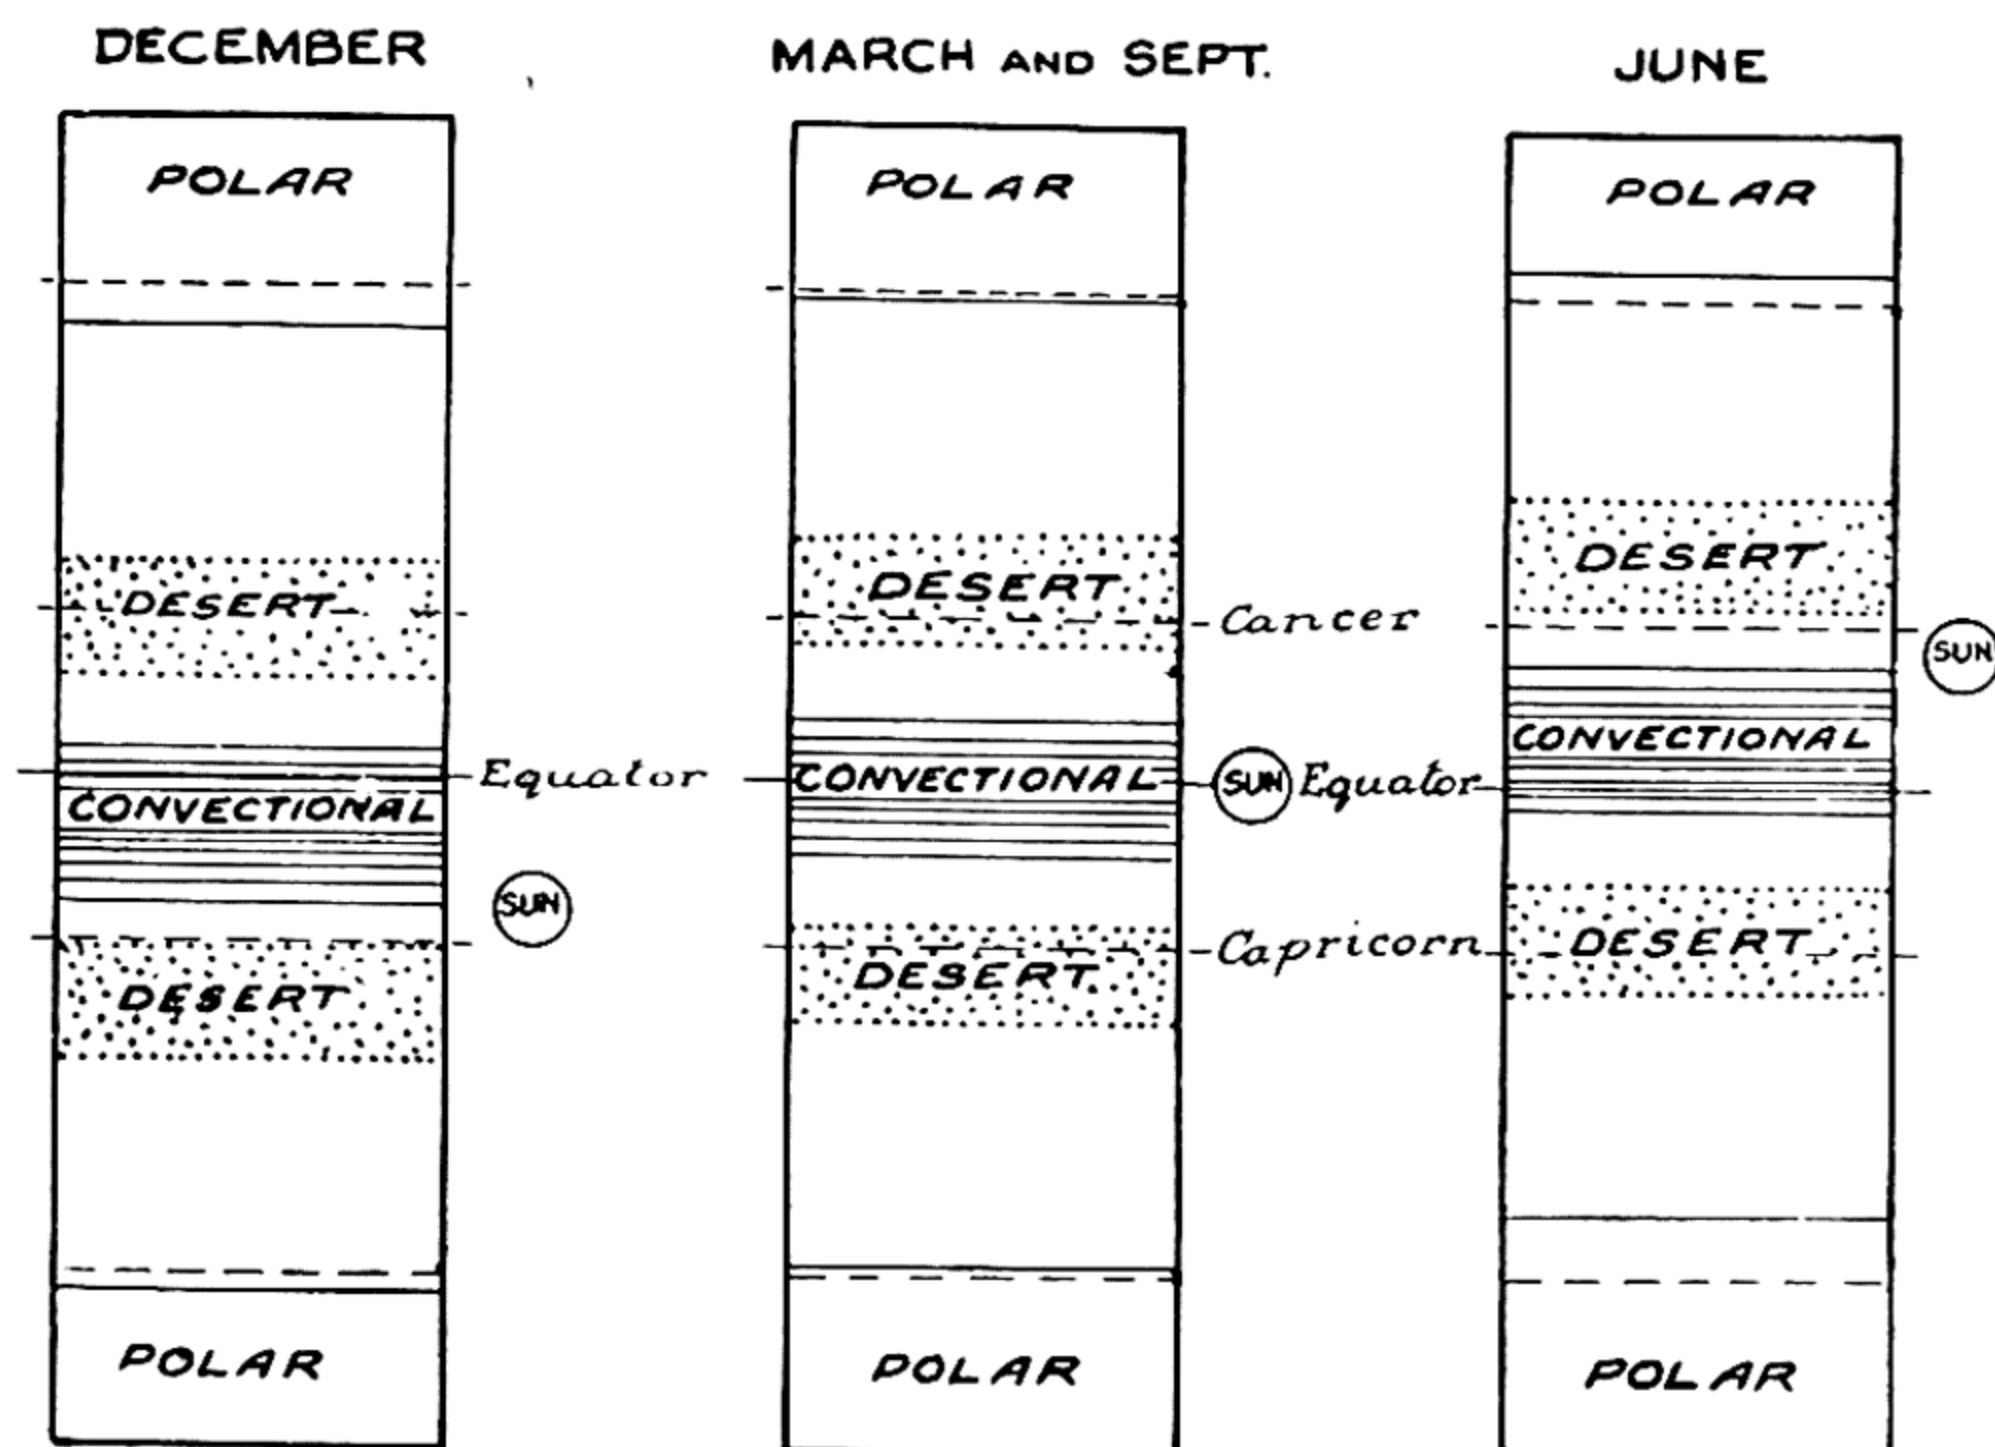 DECEMBER
POLAR
DESERT
Equator
CONVECTIONAL
SUN
DESERT
POLAR
MARCH AND SEPT.
POLAR
DESERT
Cancer
CONVECTIONAL
SUN Equator
Capricorn
DESERT
POLAR
JUNE
POLAR
DESERT
SUN
CONVECTIONAL
DESERT
POLAR